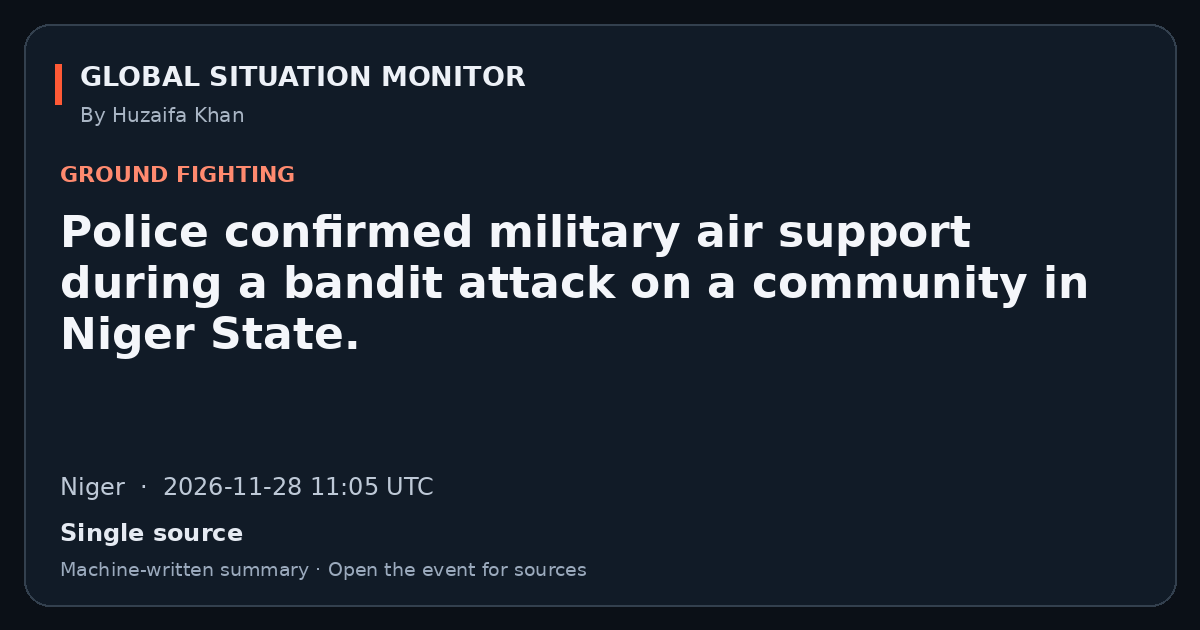 GLOBAL SITUATION MONITOR
By Huzaifa Khan
GROUND FIGHTING
Police confirmed military air support
during a bandit attack on a community in
Niger State.
Niger · 2026-11-28 11:05 UTC
Single source
Machine-written summary · Open the event for sources